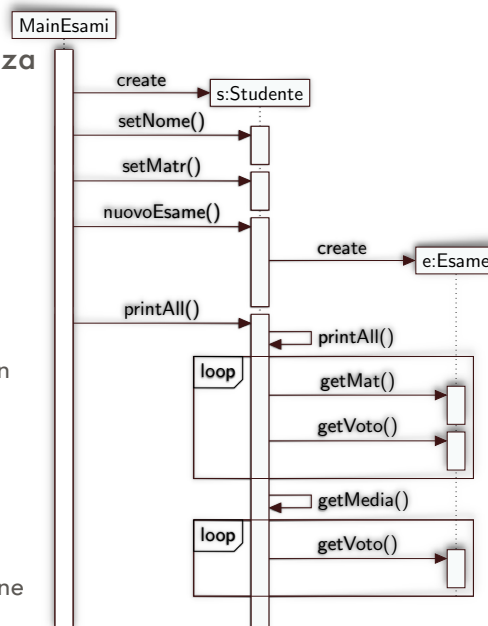 MainEsami
za
create
s:Studente
setNome()
setMatr()
nuovoEsame()
create
e:Esame
printAll()
printAll()
n
loop
getMat()
getVoto()
getMedia()
loop
getVoto()
ne